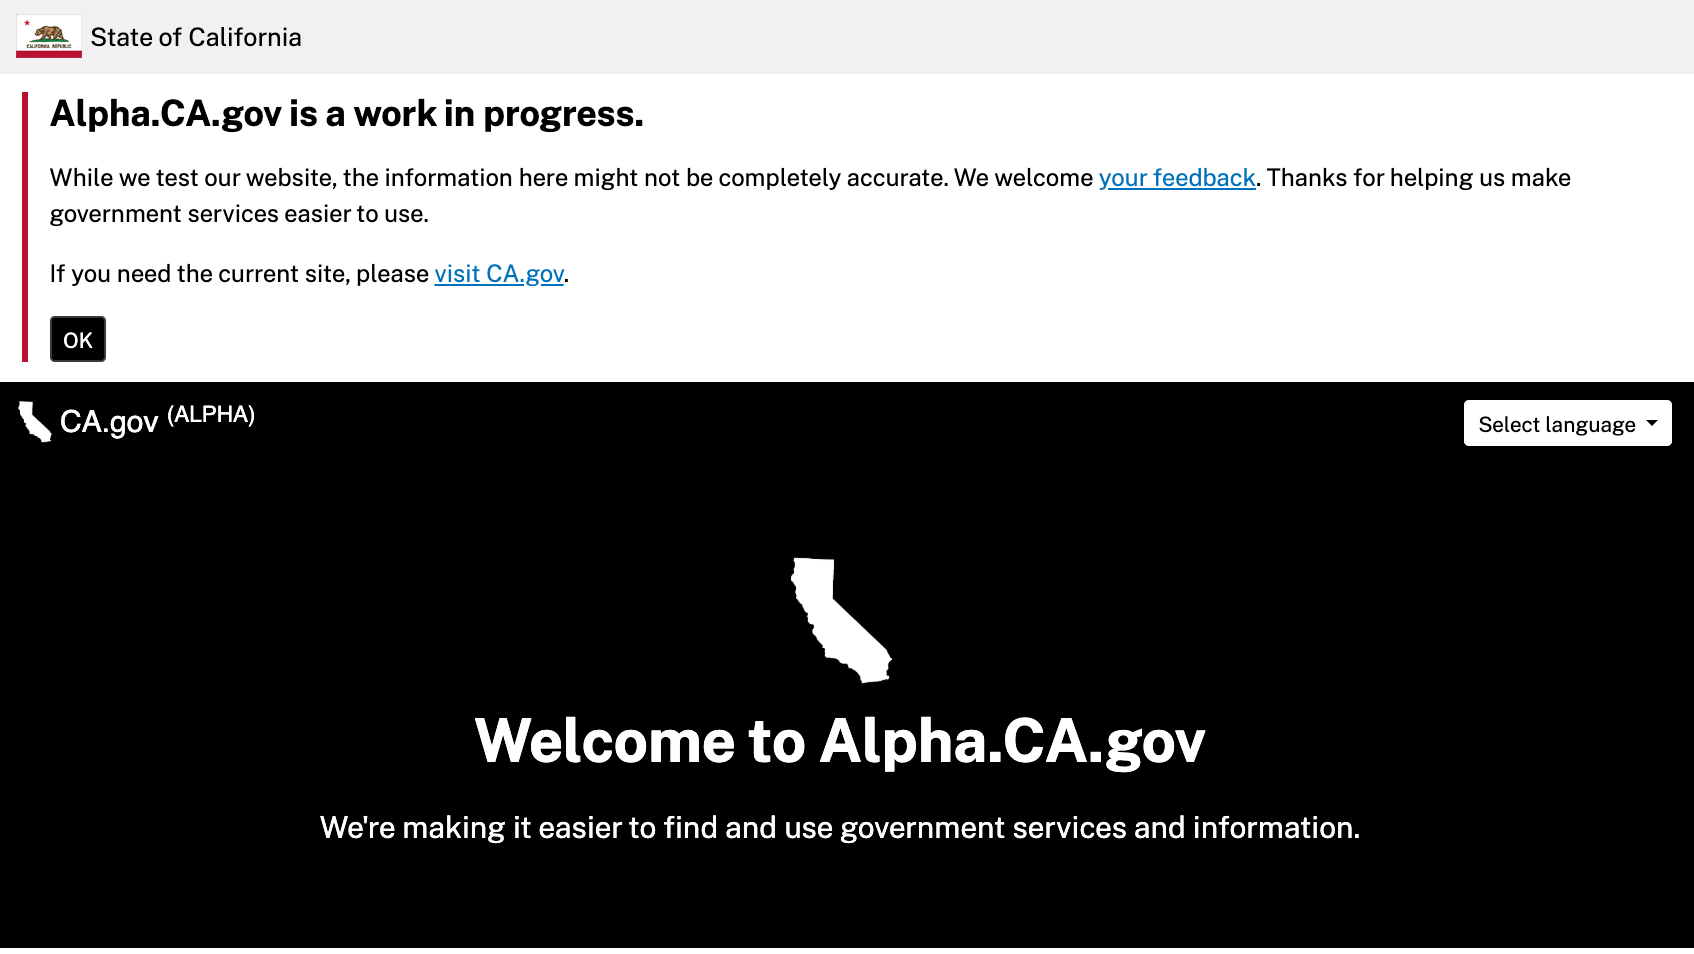 CALIFORNIA REPUBLIC
State of California
Alpha.CA.gov is a work in progress.
While we test our website, the information here might not be completely accurate. We welcome your feedback. Thanks for helping us make
government services easier to use.
If you need the current site, please visit CA.gov.
OK
CA.gov (ALPHA)
Select language
Welcome to Alpha.CA.gov
We're making it easier to find and use government services and information.